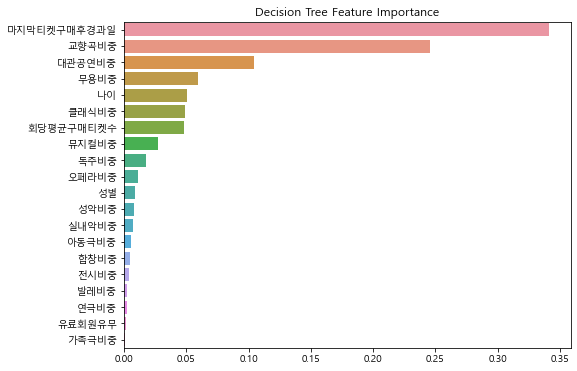 Decision Tree Feature Importance
마지막티켓구매후경과일
교향곡비중
대관공연비중
무용비중
나이
클래식비중
회당평균구매티켓수
뮤지컬비중
독주비중
오페라비중
성별
성악비중
실내악비중
아동극비중
합창비중
전시비중
발레비중
연극비중
유료회원유무
가족극비중
0.00 0.05 0.10 0.15 0.20 0.25 0.30 0.35